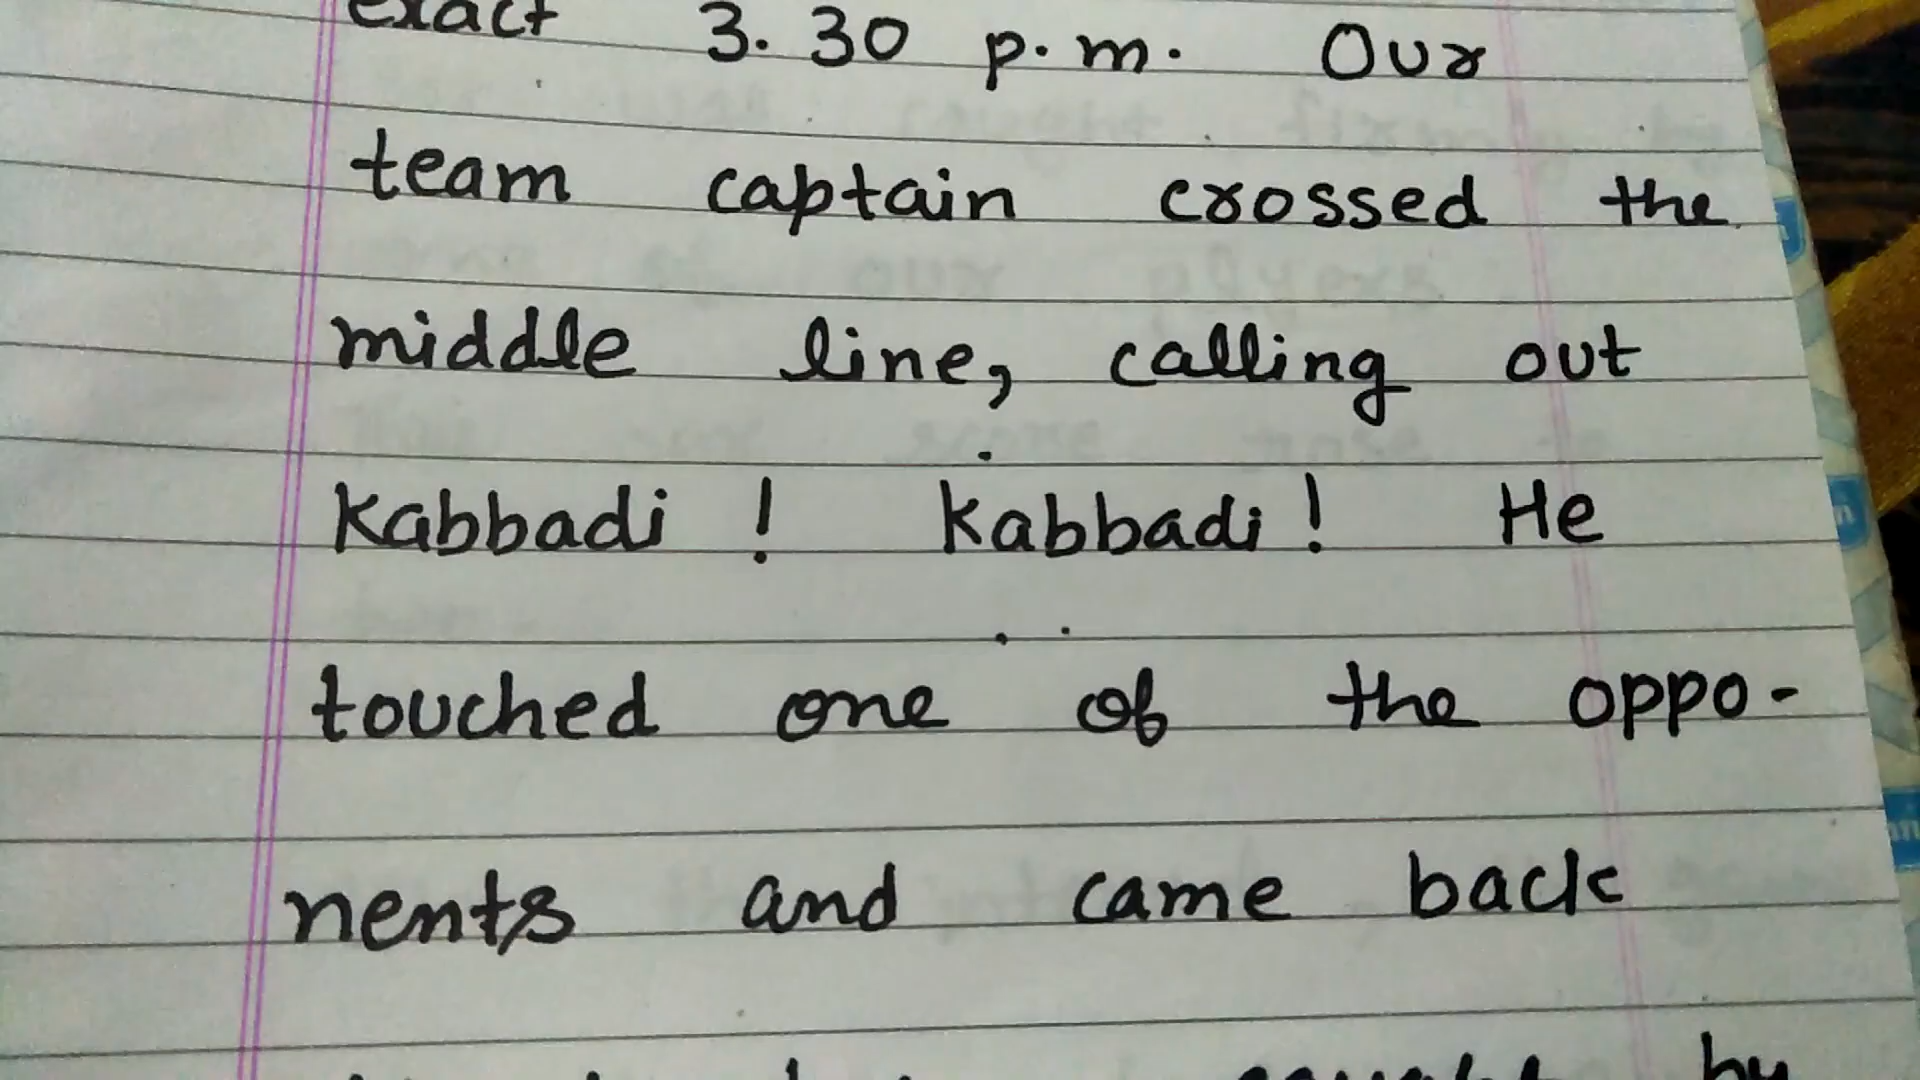 exact 3.30 p.m. Our
team captain crossed the
middle line, calling out
Kabbadi ! Kabbadi ! He
touched one of the oppo-
nents and came back
by